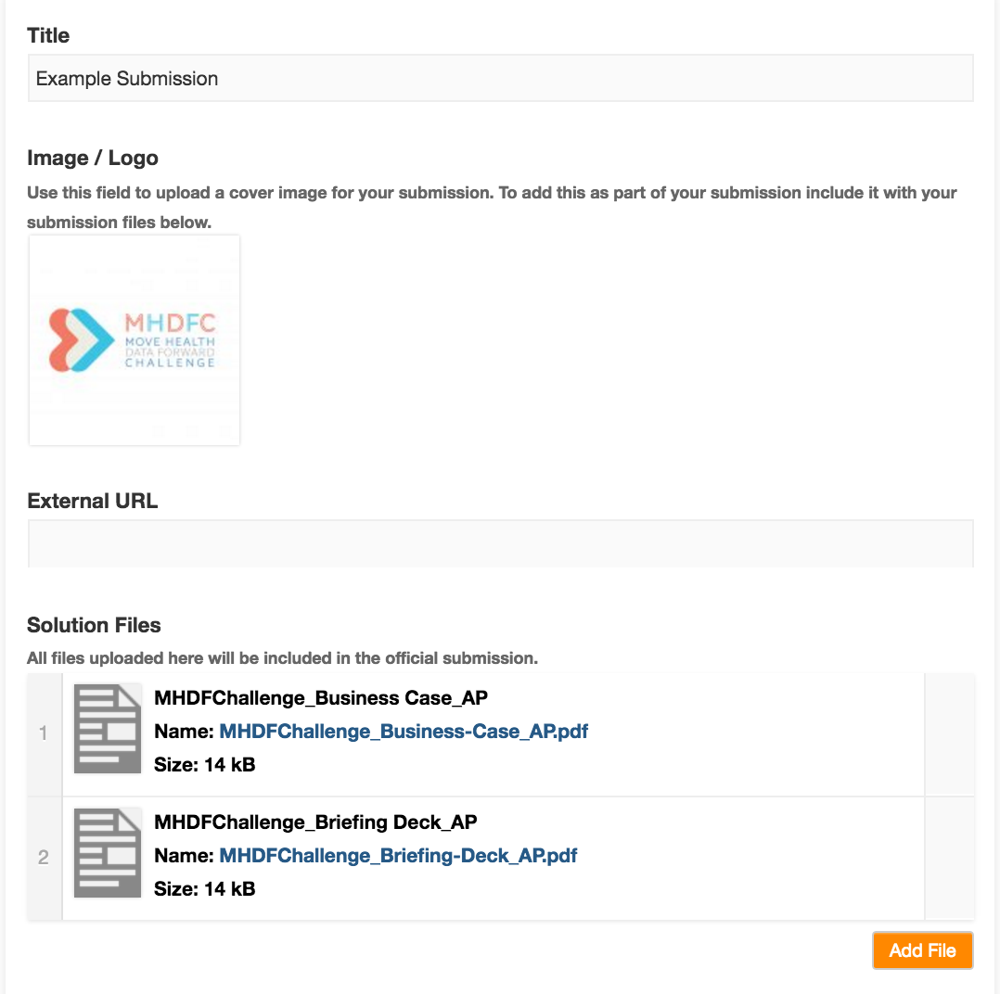 Title
Example Submission
Image / Logo
Use this field to upload a cover image for your submission. To add this as part of your submission include it with your
submission files below.
MHDFC
MOVE HEALTH
DATA FORWARD
CHALLENGE
External URL
Solution Files
All files uploaded here will be included in the official submission.
1
MHDFChallenge_Business Case_AP
Name: MHDFChallenge_Business-Case_AP.pdf
Size: 14 kB
2
MHDFChallenge_Briefing Deck_AP
Name: MHDFChallenge_Briefing-Deck_AP.pdf
Size: 14 kB
Add File